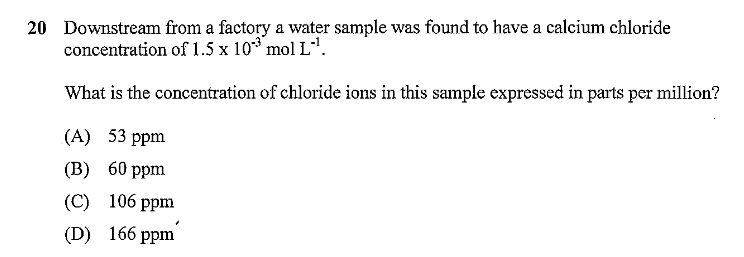 20 Downstream from a factory a water sample was found to have a calcium chloride
concentration of 1.5 x 10⁻³ mol L⁻¹.
What is the concentration of chloride ions in this sample expressed in parts per million?
(A) 53 ppm
(B) 60 ppm
(C) 106 ppm
(D) 166 ppm